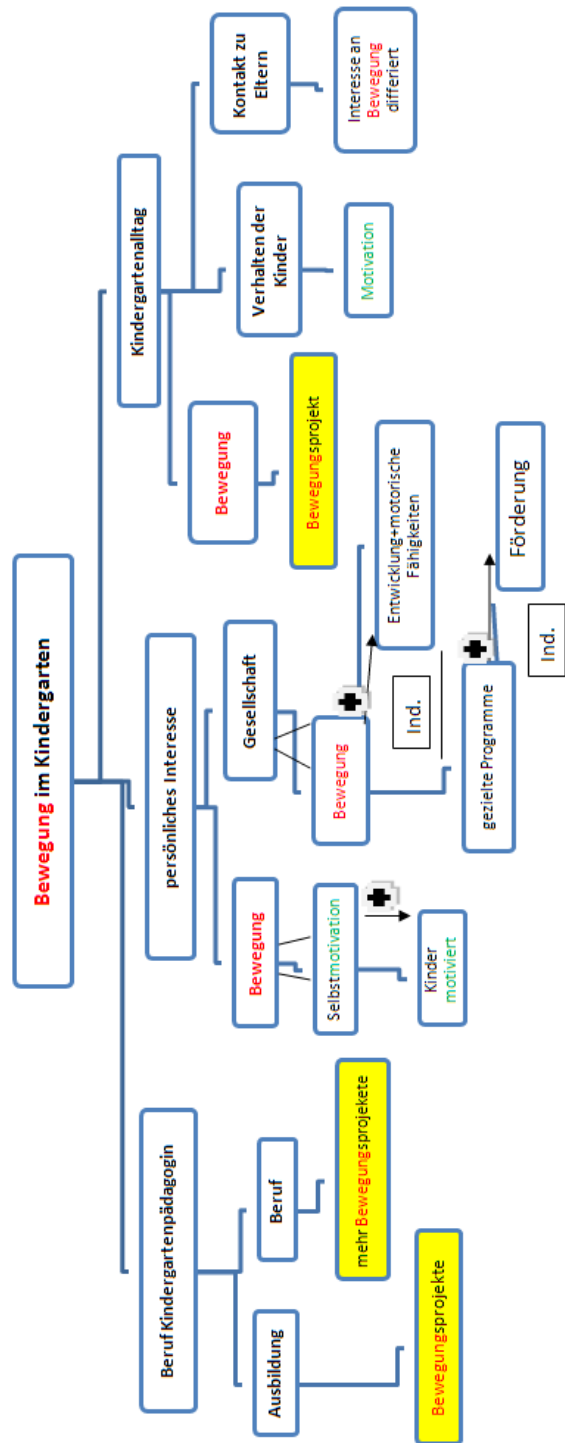 Bewegung im Kindergarten
Beruf Kindergartenpädagogin
persönliches Interesse
Kindergartenalltag
Ausbildung
Beruf
Bewegung
Gesellschaft
Bewegung
Verhalten der
Kinder
Kontakt zu
Eltern
Bewegungsprojekte
mehr Bewegungsprojekete
Selbstmotivation
Kinder
motiviert
Bewegung
Ind.
Entwicklung+motorische
Fähigkeiten
gezielte Programme
Ind.
Förderung
Bewegungsprojekt
Motivation
Interesse an
Bewegung
differiert